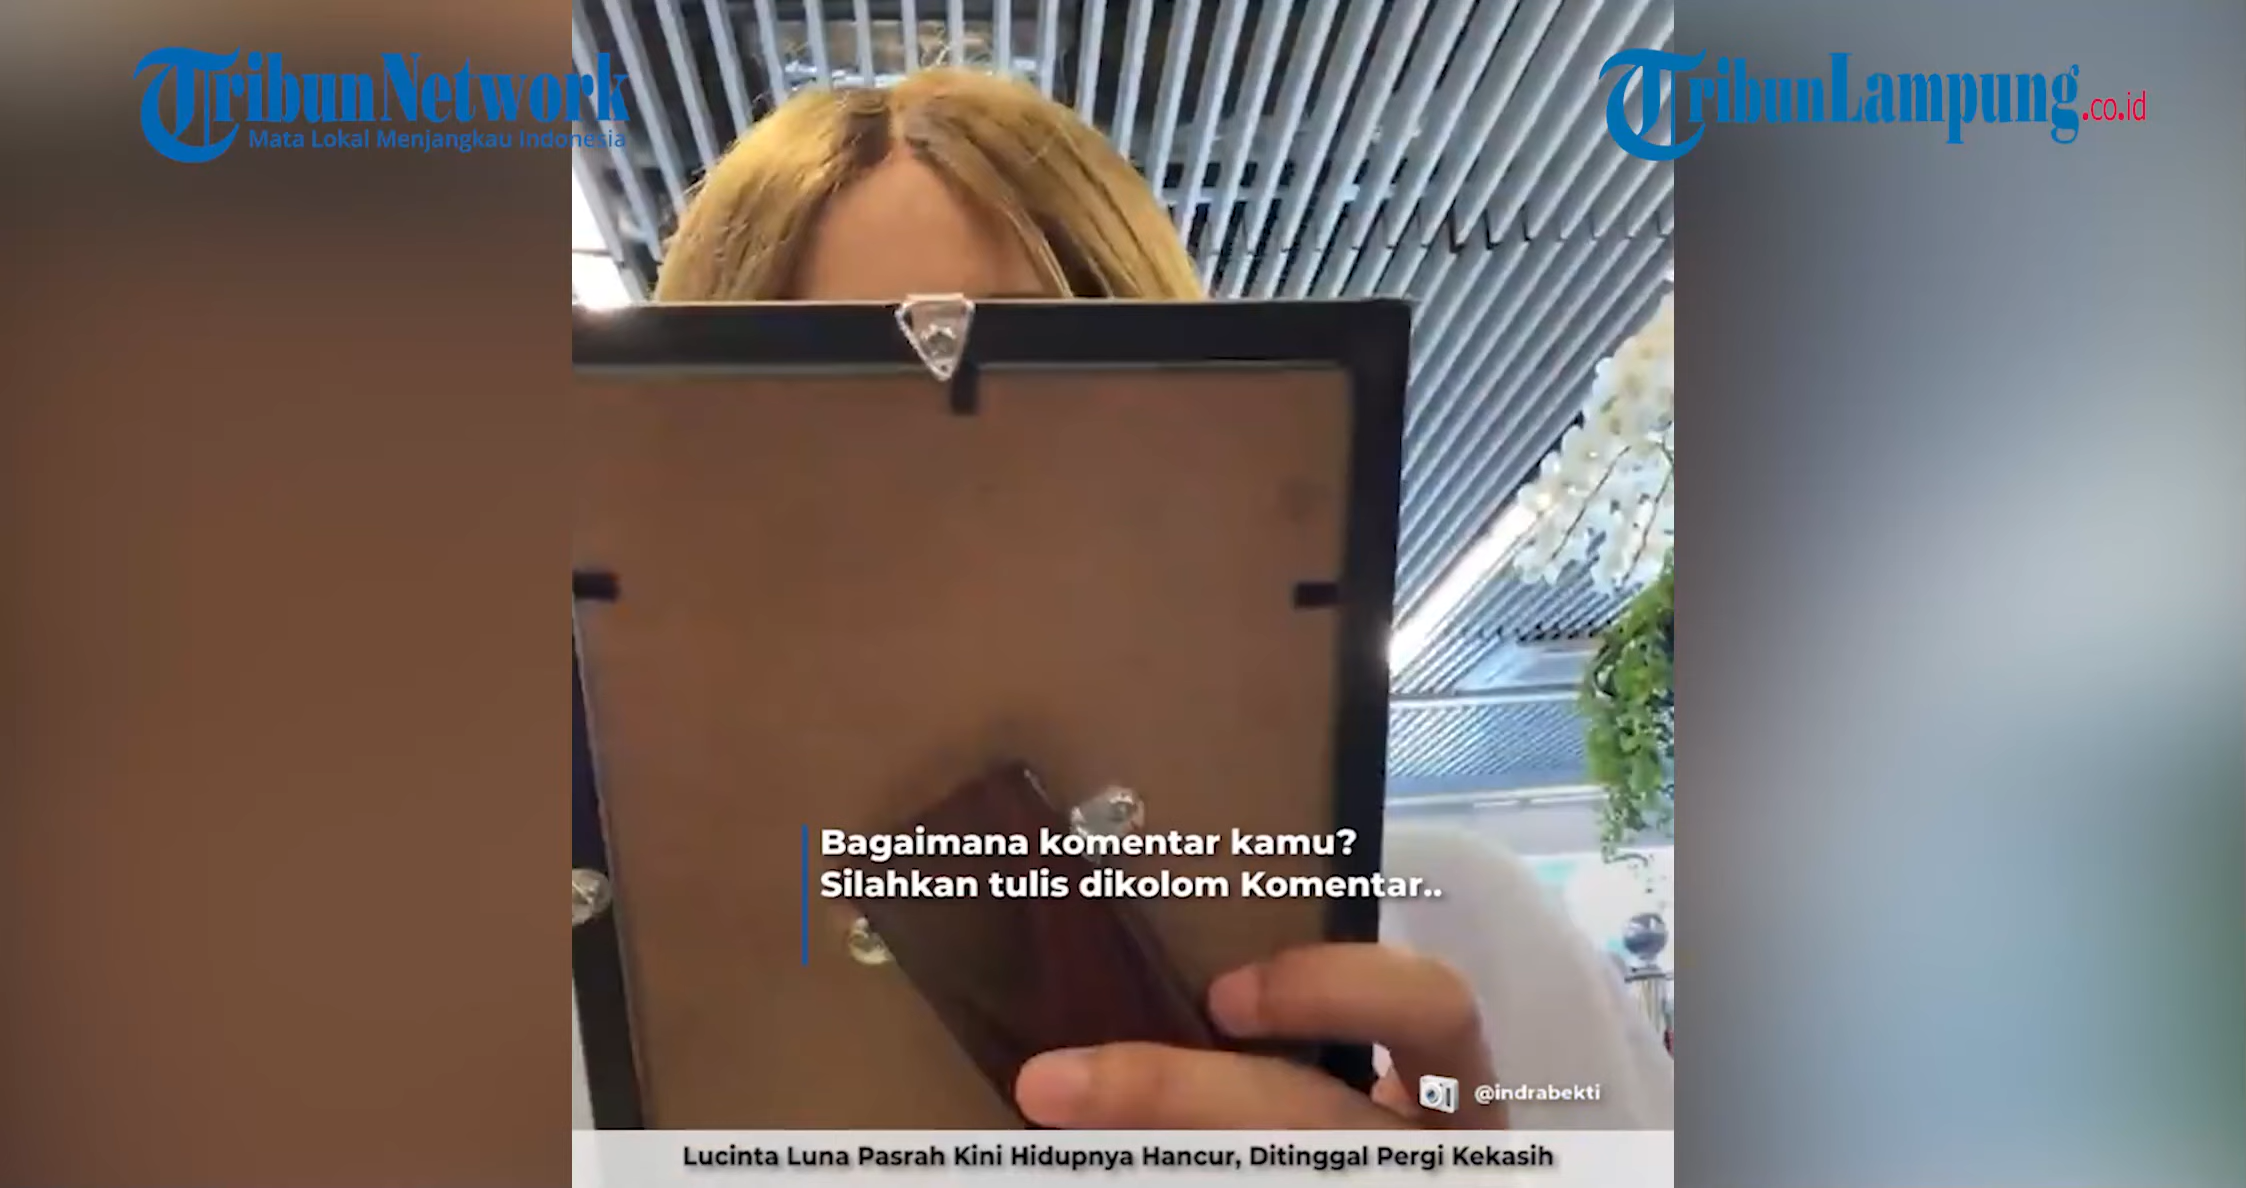 TribunNetwork
Mata Lokal Menjangkau Indonesia
TribunLampung.co.id
Bagaimana komentar kamu?
Silahkan tulis dikolom Komentar..
@indrabekti
Lucinta Luna Pasrah Kini Hidupnya Hancur, Ditinggal Pergi Kekasih